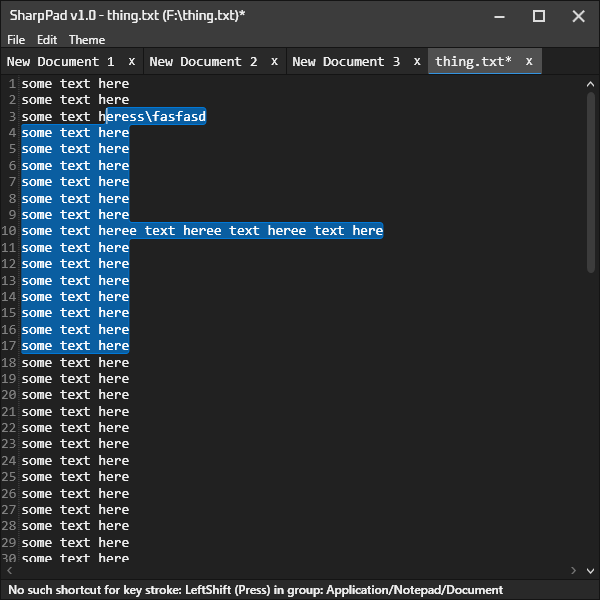 SharpPad v1.0 - thing.txt (F:\thing.txt)*
File Edit Theme
New Document 1 x New Document 2 x New Document 3 x thing.txt* x
1 some text here
2 some text here
3 some text heress\fasfasd
4 some text here
5 some text here
6 some text here
7 some text here
8 some text here
9 some text here
10 some text heree text heree text heree text here
11 some text here
12 some text here
13 some text here
14 some text here
15 some text here
16 some text here
17 some text here
18 some text here
19 some text here
20 some text here
21 some text here
22 some text here
23 some text here
24 some text here
25 some text here
26 some text here
27 some text here
28 some text here
29 some text here
30 some text here
No such shortcut for key stroke: LeftShift (Press) in group: Application/Notepad/Document